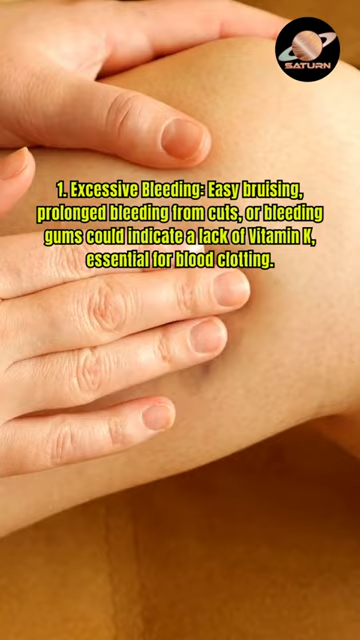 SATURN
1. Excessive Bleeding: Easy bruising,
prolonged bleeding from cuts, or bleeding
gums could indicate a lack of Vitamin K,
essential for blood clotting.